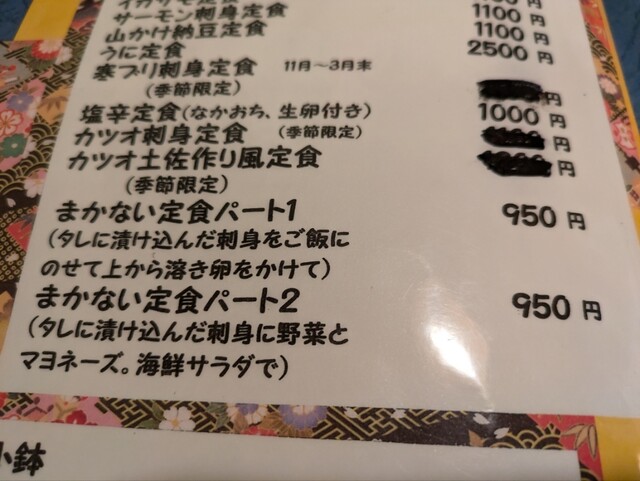 サーモン刺身定食 1100円
山かけ納豆定食 1100円
うに定食 2500円
寒ブリ刺身定食 11月〜3月末 円
(季節限定)
塩辛定食(なかおち、生卵付き) 1000円
カツオ刺身定食 (季節限定) 円
カツオ土佐作り風定食 円
(季節限定)
まかない定食パート1 950円
(タレに漬け込んだ刺身をご飯に
のせて上から溶き卵をかけて)
まかない定食パート2 950円
(タレに漬け込んだ刺身に野菜と
マヨネーズ。海鮮サラダで)
小鉢